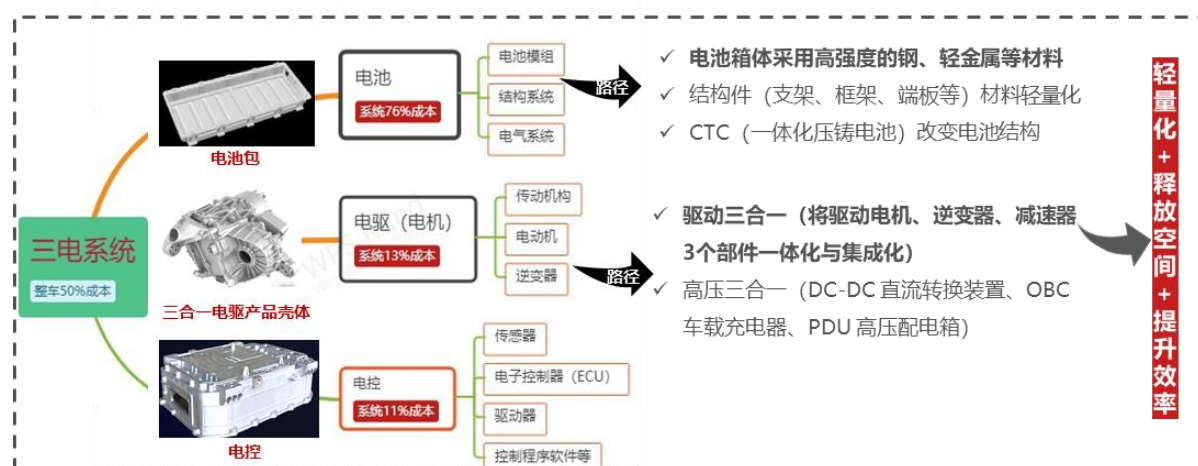 三电系统
整车50%成本
电池包
电池
系统76%成本
电池模组
结构系统
电气系统
路径
✓ 电池箱体采用高强度的钢、轻金属等材料
✓ 结构件（支架、框架、端板等）材料轻量化
✓ CTC（一体化压铸电池）改变电池结构
三合一电驱产品壳体
电驱（电机）
系统13%成本
传动机构
电动机
逆变器
路径
✓ 驱动三合一（将驱动电机、逆变器、减速器
3个部件一体化与集成化）
✓ 高压三合一（DC-DC直流转换装置、OBC
车载充电器、PDU高压配电箱）
电控
电控
系统11%成本
传感器
电子控制器（ECU）
驱动器
控制程序软件等
轻量化+释放空间+提升效率